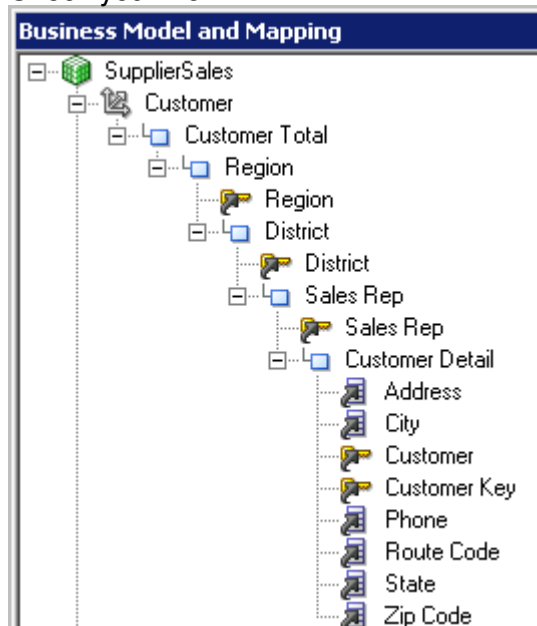 Business Model and Mapping
SupplierSales
Customer
Customer Total
Region
Region
District
District
Sales Rep
Sales Rep
Customer Detail
Address
City
Customer
Customer Key
Phone
Route Code
State
Zip Code